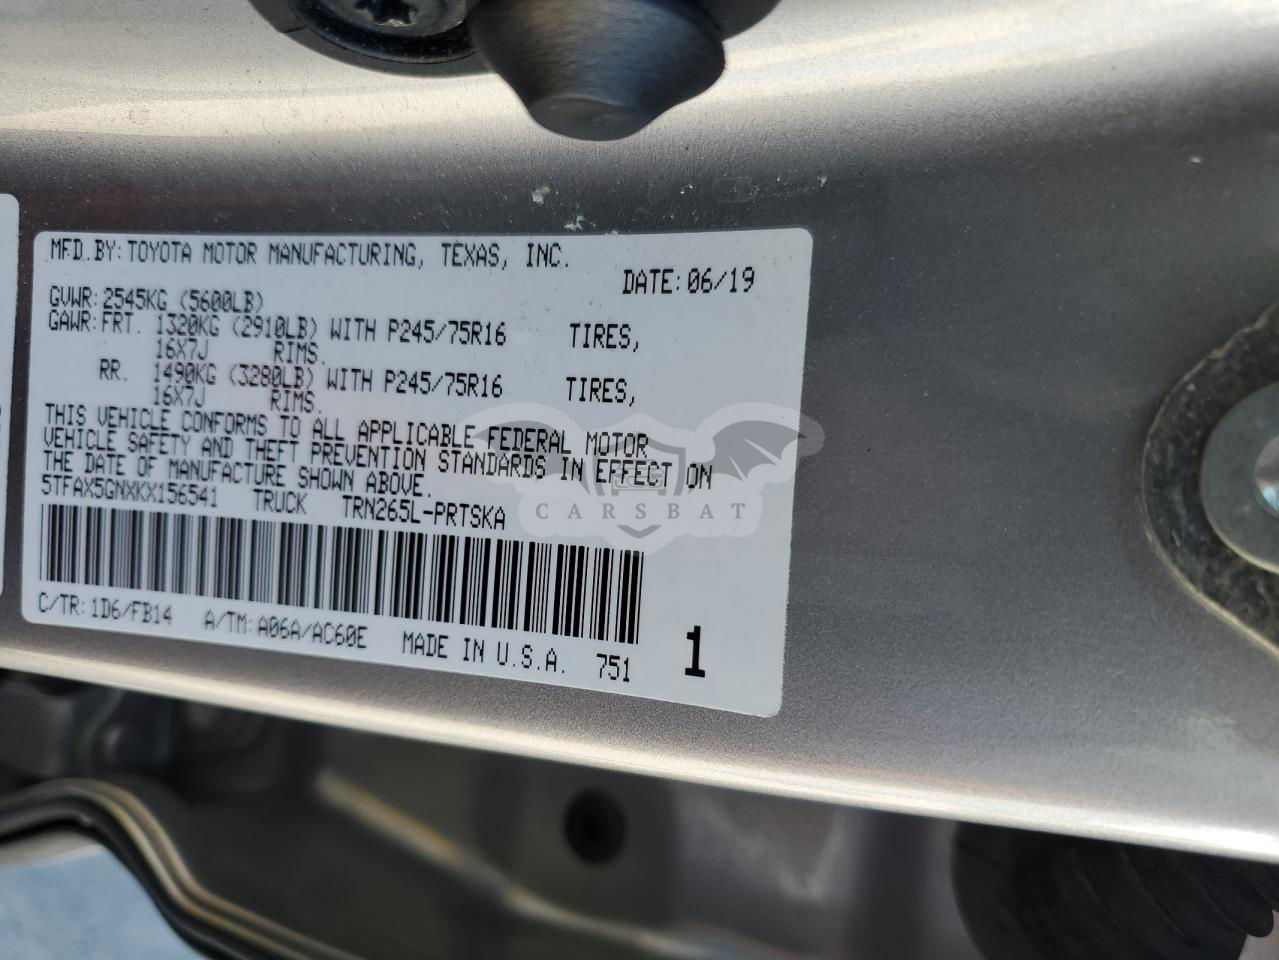 MFD.BY: TOYOTA MOTOR MANUFACTURING, TEXAS, INC.
DATE: 06/19
GVWR: 2545KG (5600LB)
GAWR: FRT. 1320KG (2910LB) WITH P245/75R16 TIRES,
16X7J RIMS.
RR. 1490KG (3280LB) WITH P245/75R16 TIRES,
16X7J RIMS.
THIS VEHICLE CONFORMS TO ALL APPLICABLE FEDERAL MOTOR
VEHICLE SAFETY AND THEFT PREVENTION STANDARDS IN EFFECT ON
THE DATE OF MANUFACTURE SHOWN ABOVE.
5TFAX5GNXKX156541 TRUCK TRN265L-PRTSKA
CARSBAT
C/TR: 1D6/FB14 A/TM: A06A/AC60E MADE IN U.S.A. 751
1